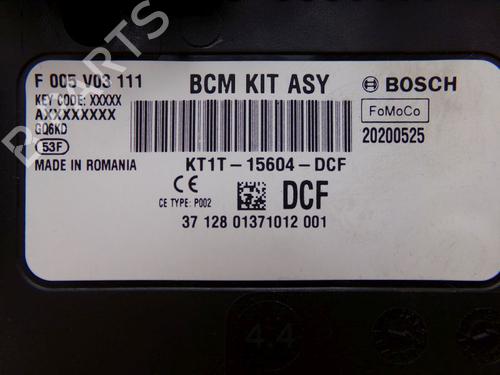 F 005 V03 111 BCM KIT ASY BOSCH
KEY CODE: XXXXX
AXXXXXXXX
FoMoCo
GQ6KD
20200525
53F
MADE IN ROMANIA KT1T-15604-DCF
CE DCF
CE TYPE: P002
37 128 01371012 001
4.4